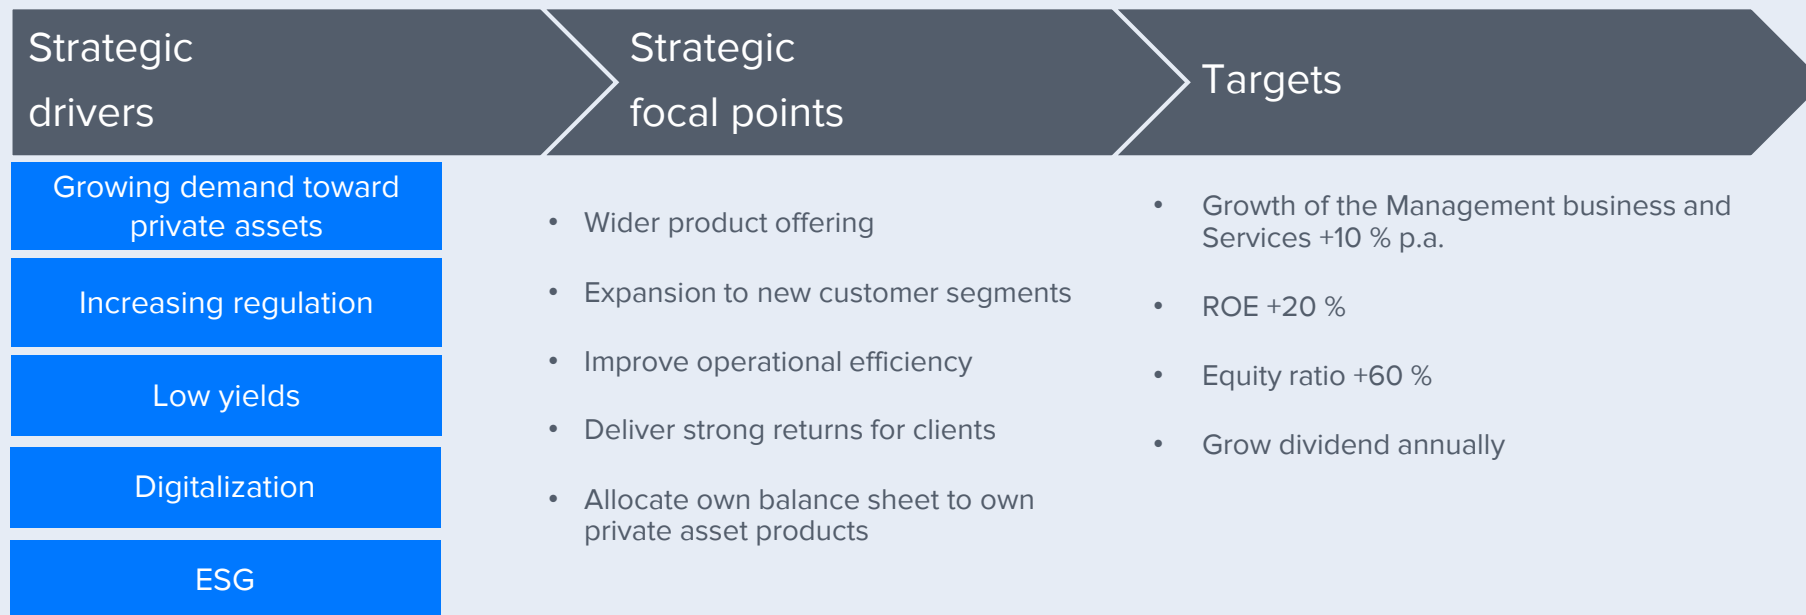 Strategic
drivers
Strategic
focal points
Targets
Growing demand toward
private assets
Increasing regulation
Low yields
Digitalization
ESG
• Wider product offering
• Expansion to new customer segments
• Improve operational efficiency
• Deliver strong returns for clients
• Allocate own balance sheet to own
private asset products
• Growth of the Management business and
Services +10 % p.a.
• ROE +20 %
• Equity ratio +60 %
• Grow dividend annually